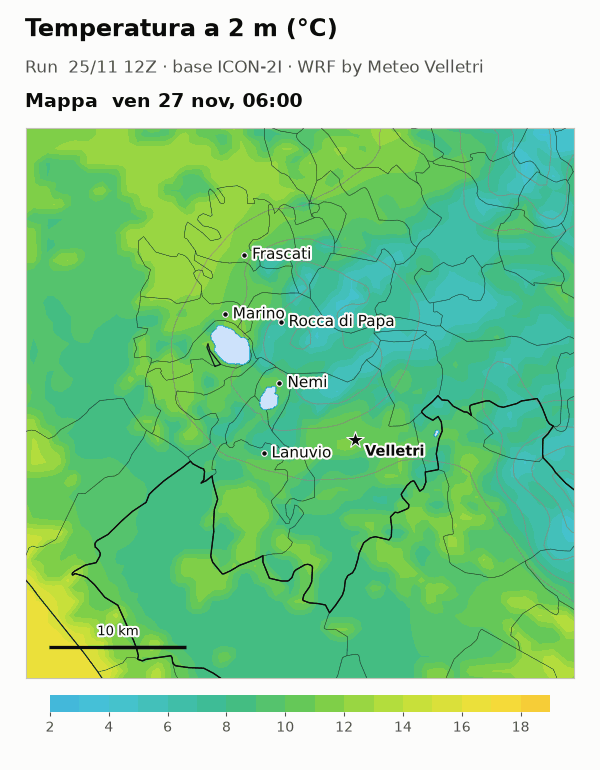 Temperatura a 2 m (°C)
Run  25/11 12Z · base ICON-2I · WRF by Meteo Velletri
Mappa  ven 27 nov, 06:00
Frascati
Marino
Rocca di Papa
Nemi
Velletri
Lanuvio
10 km
2 4 6 8 10 12 14 16 18